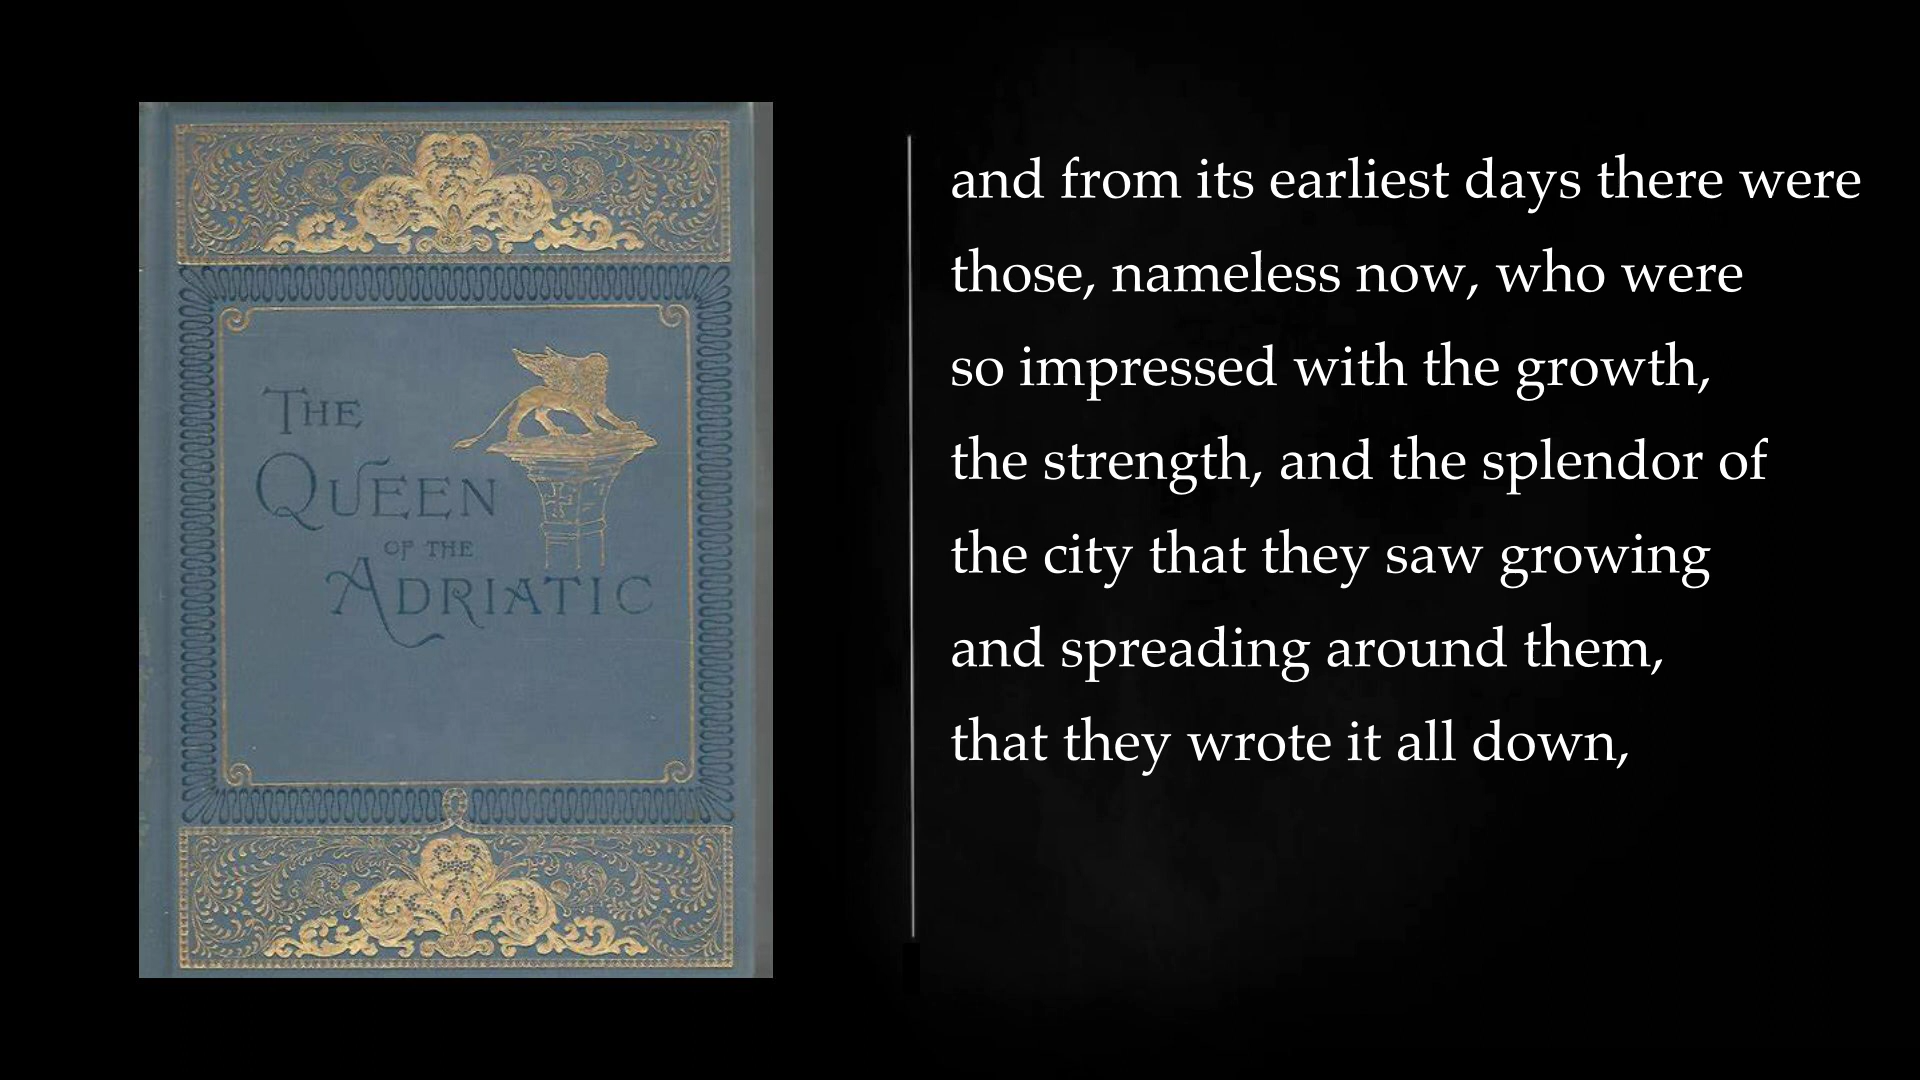 THE
QUEEN
OF THE
ADRIATIC
and from its earliest days there were
those, nameless now, who were
so impressed with the growth,
the strength, and the splendor of
the city that they saw growing
and spreading around them,
that they wrote it all down,